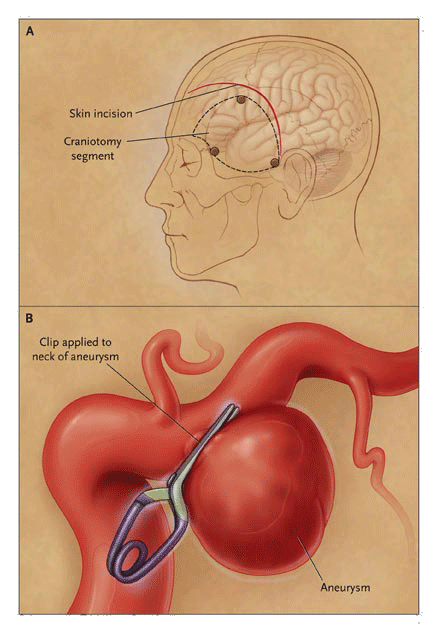 A
Skin incision
Craniotomy
segment
B
Clip applied to
neck of aneurysm
Aneurysm